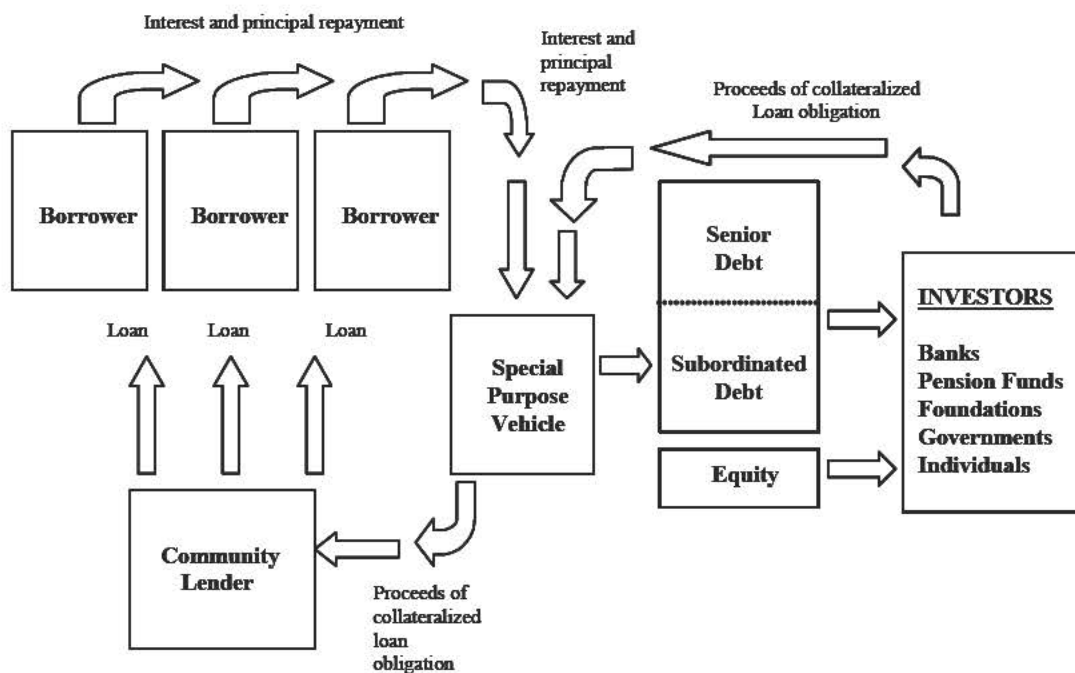 Interest and principal repayment
Interest and
principal
repayment
Proceeds of collateralized
Loan obligation
Borrower
Borrower
Borrower
Senior
Debt
Subordinated
Debt
Equity
INVESTORS
Banks
Pension Funds
Foundations
Governments
Individuals
Loan
Loan
Loan
Special
Purpose
Vehicle
Community
Lender
Proceeds of
collateralized
loan
obligation